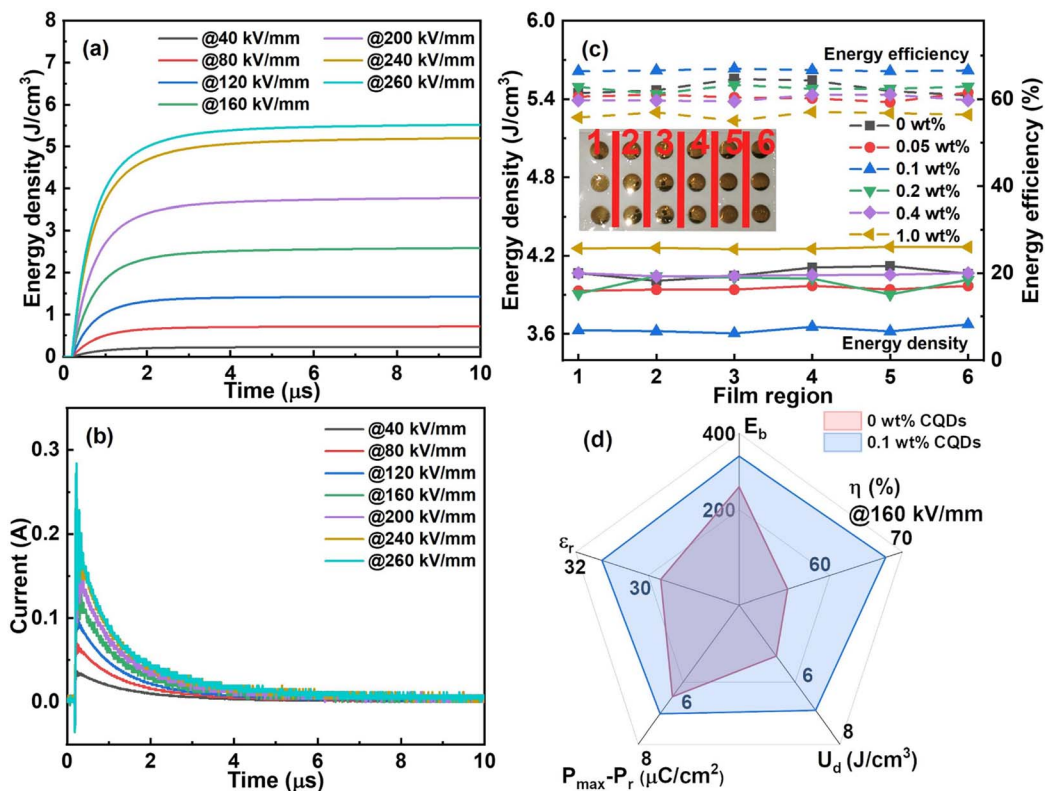 (a)
@40 kV/mm @200 kV/mm
@80 kV/mm @240 kV/mm
@120 kV/mm @260 kV/mm
@160 kV/mm
8
7
6
5
4
3
2
1
0
Energy density (J/cm³)
0 2 4 6 8 10
Time (μs)
(b)
@40 kV/mm
@80 kV/mm
@120 kV/mm
@160 kV/mm
@200 kV/mm
@240 kV/mm
@260 kV/mm
0.3
0.2
0.1
0.0
Current (A)
0 2 4 6 8 10
Time (μs)
(c)
Energy efficiency
6.0
5.4
4.8
4.2
3.6
Energy density (J/cm³)
1 2 3 4 5 6
0 wt%
0.05 wt%
0.1 wt%
0.2 wt%
0.4 wt%
1.0 wt%
Energy density
60
40
20
0
Energy efficiency (%)
1 2 3 4 5 6
Film region
(d)
0 wt% CQDs
0.1 wt% CQDs
E_b
400
200
η (%)
@160 kV/mm
70
60
ε_r
32
30
6
6
8
8
P_max-P_r (μC/cm²)
U_d (J/cm³)